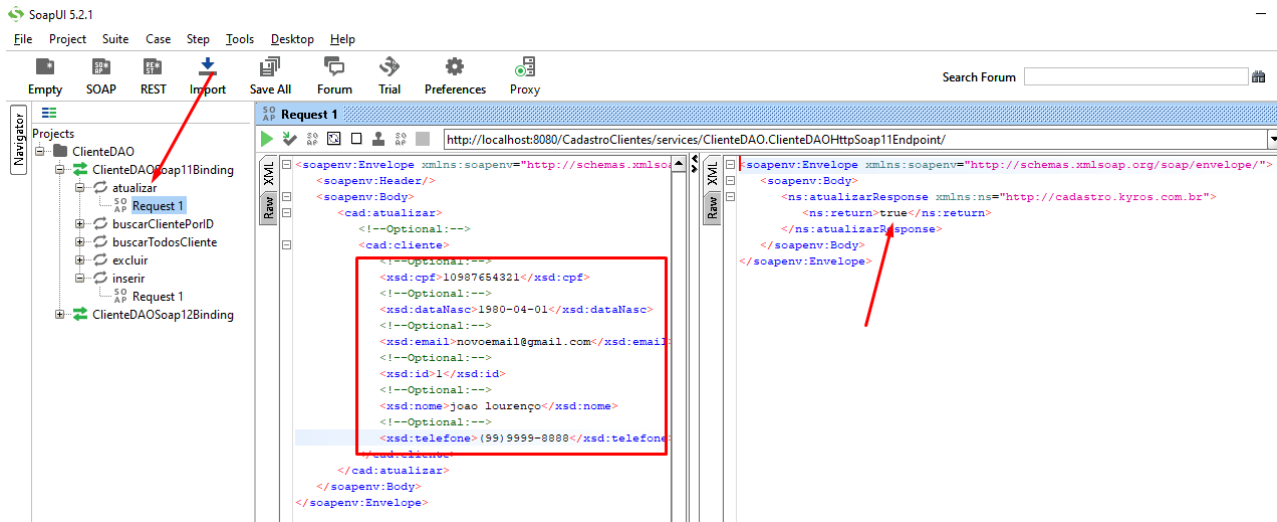 SoapUI 5.2.1
File Project Suite Case Step Tools Desktop Help
Empty SOAP REST Import Save All Forum Trial Preferences Proxy
Search Forum
Navigator
Projects
ClienteDAO
ClienteDAOSoap11Binding
atualizar
Request 1
buscarClientePorID
buscarTodosCliente
excluir
inserir
Request 1
ClienteDAOSoap12Binding
Request 1
http://localhost:8080/CadastroClientes/services/ClienteDAO.ClienteDAOHttpSoap11Endpoint/
XML
Raw
<soapenv:Envelope xmlns:soapenv="http://schemas.xmlsoa
<soapenv:Header/>
<soapenv:Body>
<cad:atualizar>
<!--Optional:-->
<cad:cliente>
<!--Optional:-->
<xsd:cpf>10987654321</xsd:cpf>
<!--Optional:-->
<xsd:dataNasc>1980-04-01</xsd:dataNasc>
<!--Optional:-->
<xsd:email>novoemail@gmail.com</xsd:email
<!--Optional:-->
<xsd:id>1</xsd:id>
<!--Optional:-->
<xsd:nome>joao lourenço</xsd:nome>
<!--Optional:-->
<xsd:telefone>(99)9999-8888</xsd:telefone
</cad:cliente>
</cad:atualizar>
</soapenv:Body>
</soapenv:Envelope>
XML
Raw
<soapenv:Envelope xmlns:soapenv="http://schemas.xmlsoap.org/soap/envelope/">
<soapenv:Body>
<ns:atualizarResponse xmlns:ns="http://cadastro.kyros.com.br">
<ns:return>true</ns:return>
</ns:atualizarResponse>
</soapenv:Body>
</soapenv:Envelope>